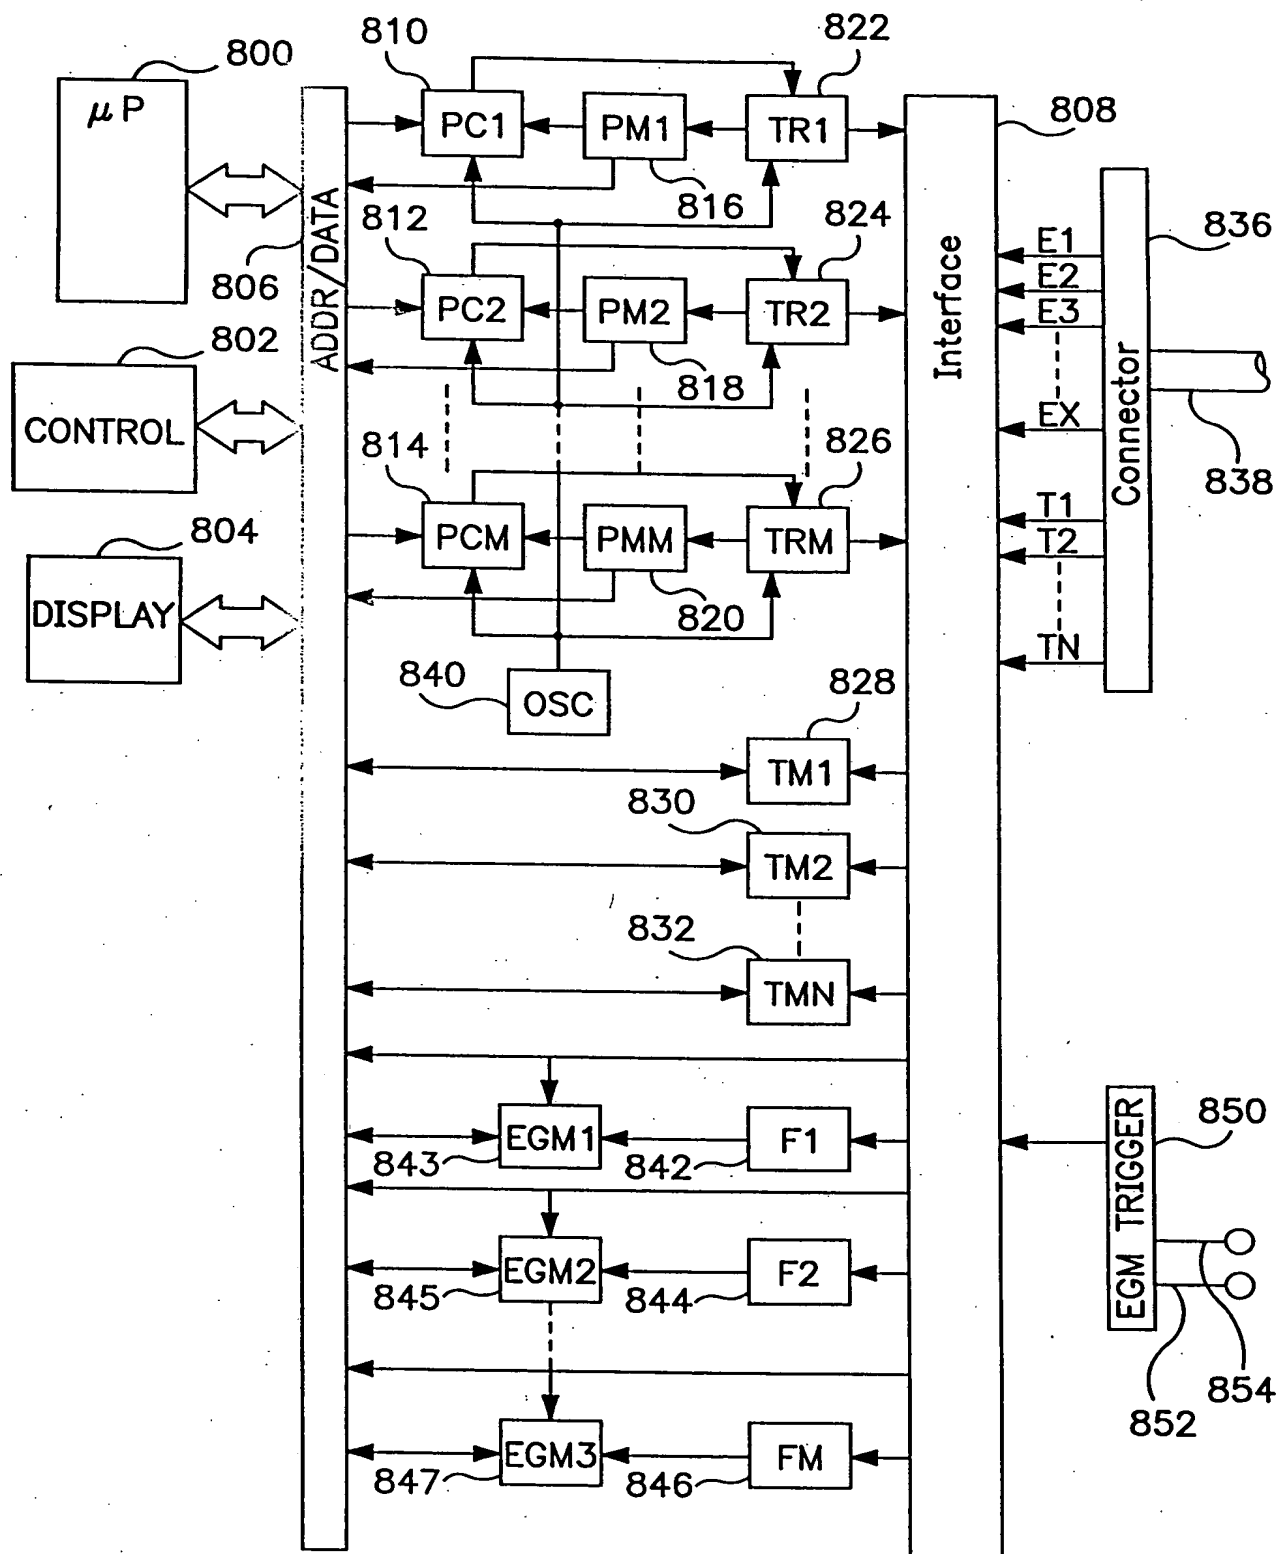 810
822
800
μP
PC1
PM1
TR1
808
816
812
824
836
ADDR/DATA
806
Interface
E1
E2
E3
EX
PC2
PM2
TR2
818
802
CONTROL
814
826
Connector
838
T1
T2
TN
PCM
PMM
TRM
820
804
DISPLAY
840
OSC
828
TM1
830
TM2
832
TMN
EGM1
F1
843
842
EGM TRIGGER
850
EGM2
F2
845
844
854
852
EGM3
FM
847
846